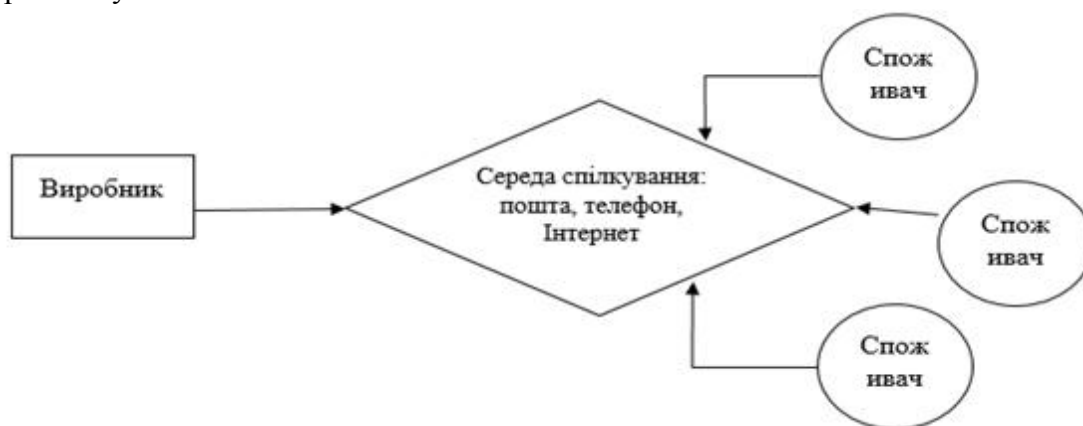 Спож
ивач
Виробник
Середа спілкування:
пошта, телефон,
Інтернет
Спож
ивач
Спож
ивач